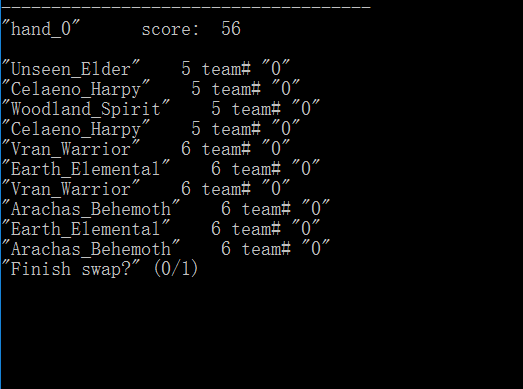 "hand_0" score: 56
"Unseen_Elder" 5 team# "0"
"Celaeno_Harpy" 5 team# "0"
"Woodland_Spirit" 5 team# "0"
"Celaeno_Harpy" 5 team# "0"
"Vran_Warrior" 6 team# "0"
"Earth_Elemental" 6 team# "0"
"Vran_Warrior" 6 team# "0"
"Arachas_Behemoth" 6 team# "0"
"Earth_Elemental" 6 team# "0"
"Arachas_Behemoth" 6 team# "0"
"Finish swap?" (0/1)